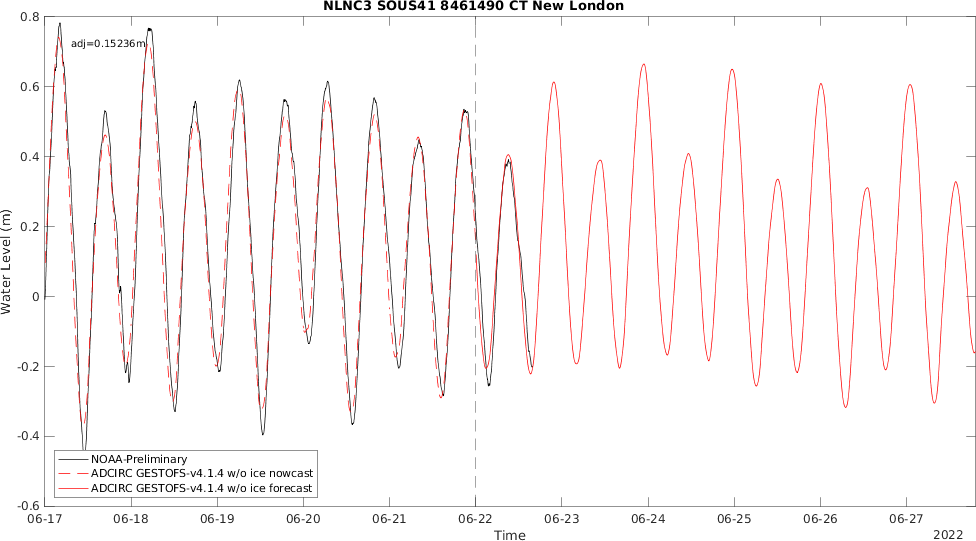 NLNC3 SOUS41 8461490 CT New London
adj=0.15236m
0.8
0.6
0.4
0.2
0
-0.2
-0.4
-0.6
Water Level (m)
NOAA-Preliminary
ADCIRC GESTOFS-v4.1.4 w/o ice nowcast
ADCIRC GESTOFS-v4.1.4 w/o ice forecast
06-17 06-18 06-19 06-20 06-21 06-22 06-23 06-24 06-25 06-26 06-27
Time
2022